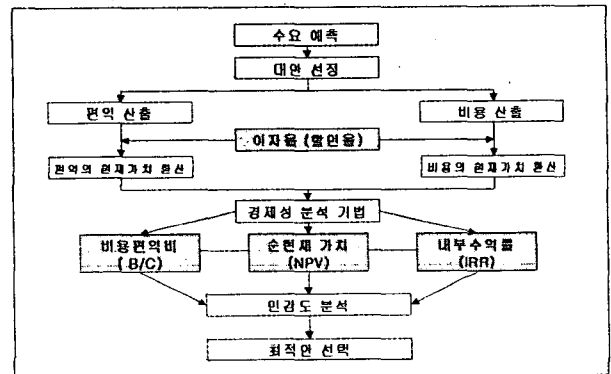 수요 예측
대안 선정
편익 산출
비용 산출
이자율 (할인율)
편익의 현재가치 환산
비용의 현재가치 환산
경제성 분석 기법
비용편익비
( B/C)
순현재 가치
(NPV)
내부수익률
(IRR)
민감도 분석
최적안 선택